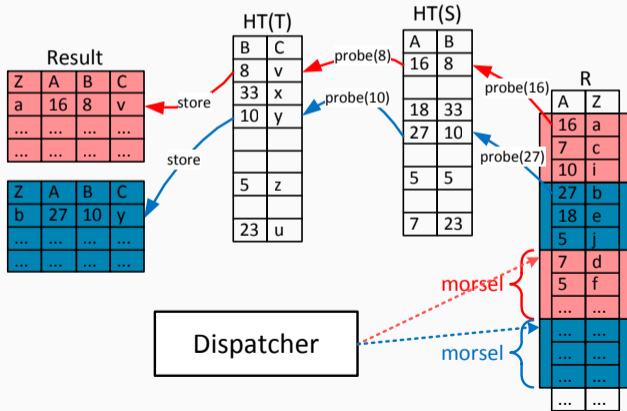 Result
Z A B C
a 16 8 v
... ... ... ...
... ... ... ...
Z A B C
b 27 10 y
... ... ... ...
... ... ... ...
store
store
HT(T)
B C
8 v
33 x
10 y
5 z
23 u
probe(8)
probe(10)
HT(S)
A B
16 8
18 33
27 10
5 5
7 23
probe(16)
probe(27)
R
A Z
16 a
7 c
10 i
27 b
18 e
5 j
7 d
5 f
... ...
... ...
... ...
... ...
... ...
morsel
morsel
Dispatcher